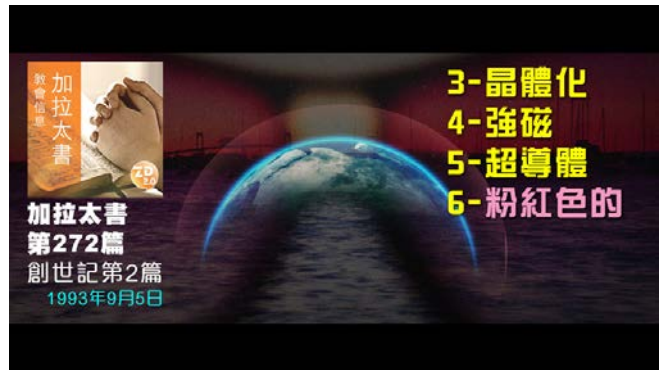 加拉太書
教會信息
ZD
2.0
加拉太書
第272篇
創世記第2篇
1993年9月5日
3-晶體化
4-強磁
5-超導體
6-粉紅色的